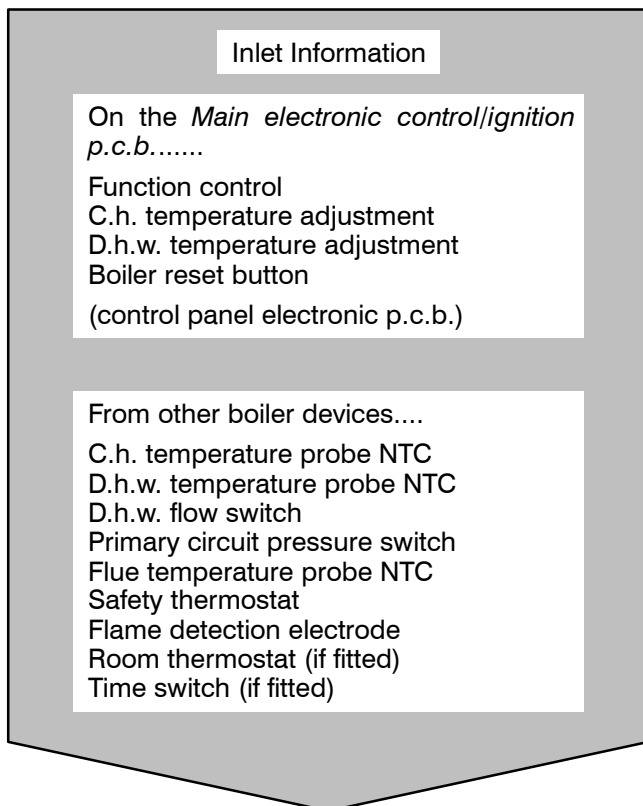 Inlet Information
On the Main electronic control/ignition
p.c.b.......
Function control
C.h. temperature adjustment
D.h.w. temperature adjustment
Boiler reset button
(control panel electronic p.c.b.)
From other boiler devices....
C.h. temperature probe NTC
D.h.w. temperature probe NTC
D.h.w. flow switch
Primary circuit pressure switch
Flue temperature probe NTC
Safety thermostat
Flame detection electrode
Room thermostat (if fitted)
Time switch (if fitted)